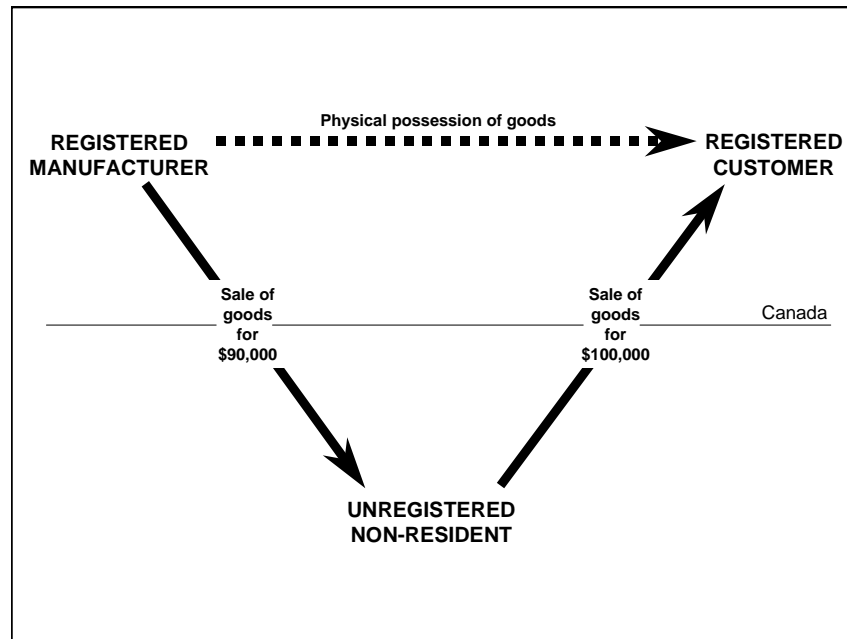 Physical possession of goods
REGISTERED
MANUFACTURER
REGISTERED
CUSTOMER
Sale of
goods
for
$90,000
Sale of
goods
for
$100,000
Canada
UNREGISTERED
NON-RESIDENT